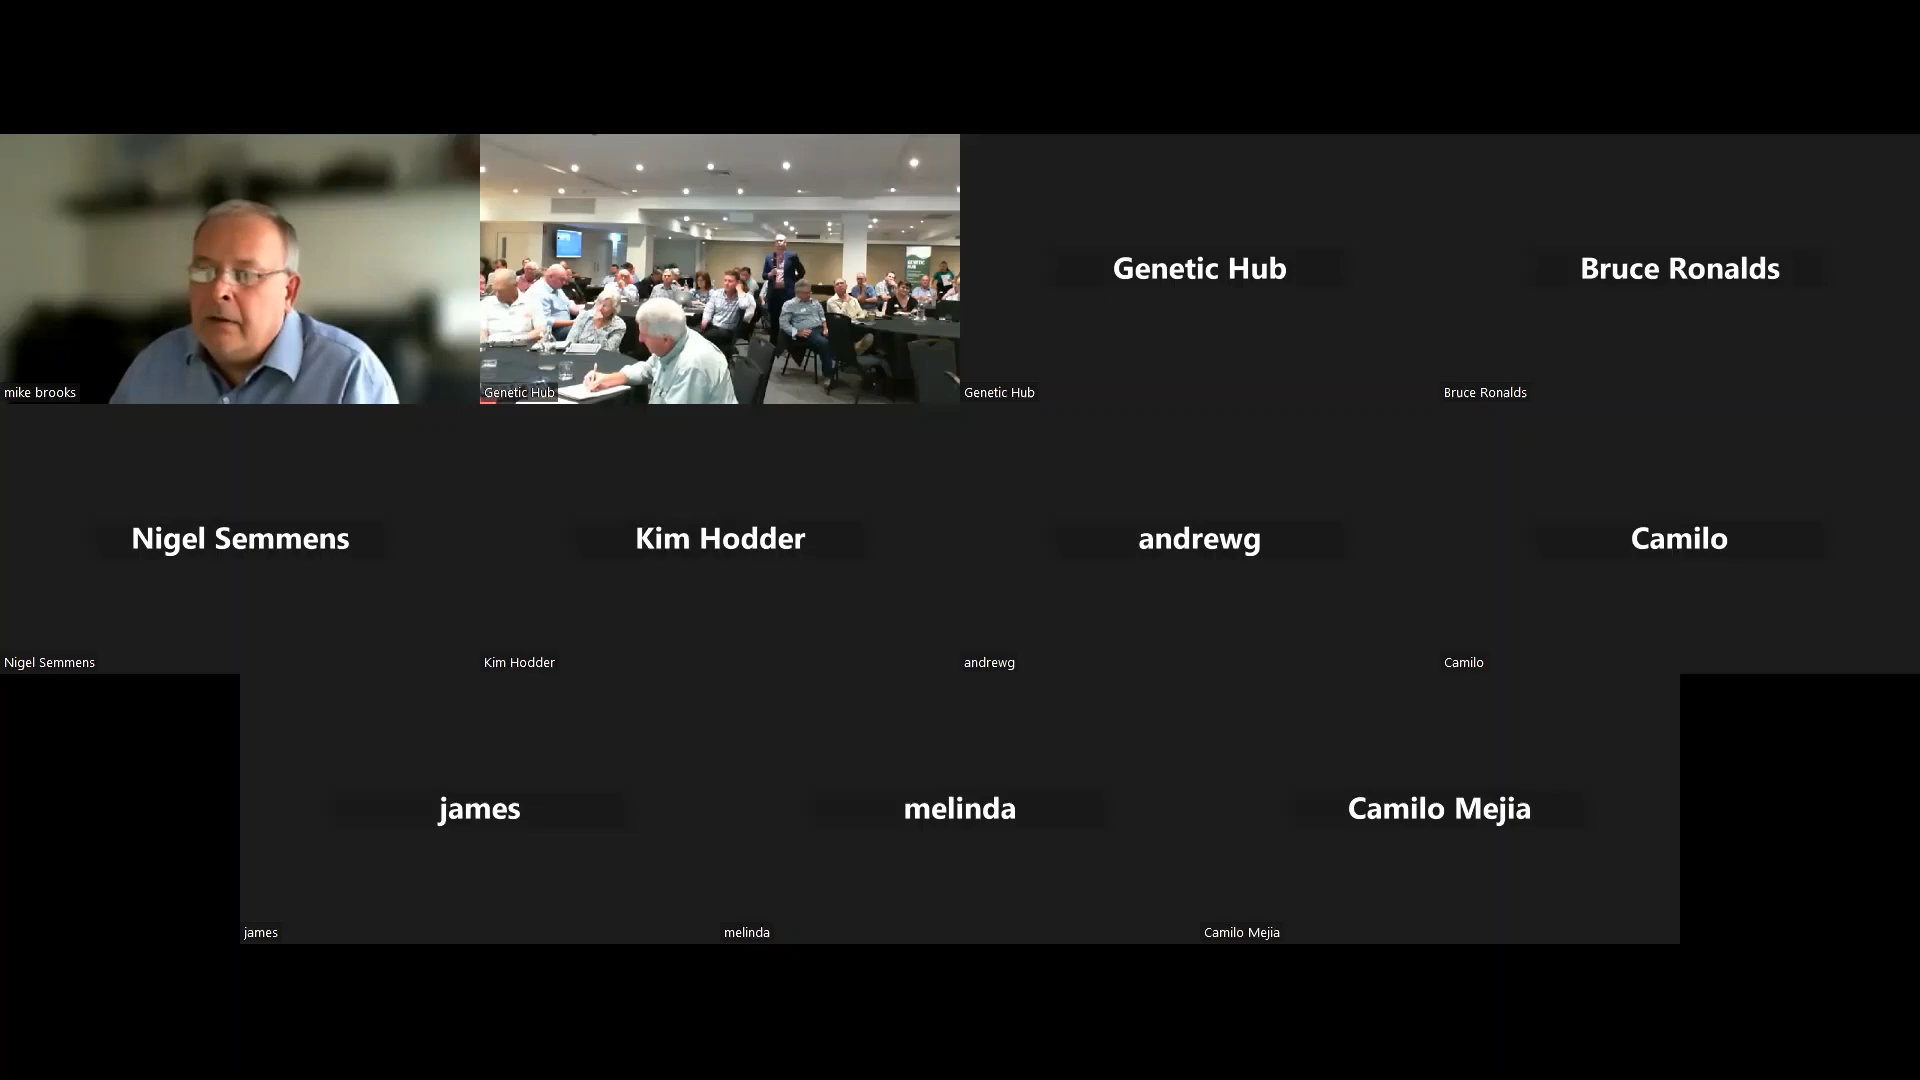 mike brooks
Genetic Hub
Genetic Hub
Genetic Hub
Bruce Ronalds
Bruce Ronalds
Nigel Semmens
Nigel Semmens
Kim Hodder
Kim Hodder
andrewg
andrewg
Camilo
Camilo
james
james
melinda
melinda
Camilo Mejia
Camilo Mejia